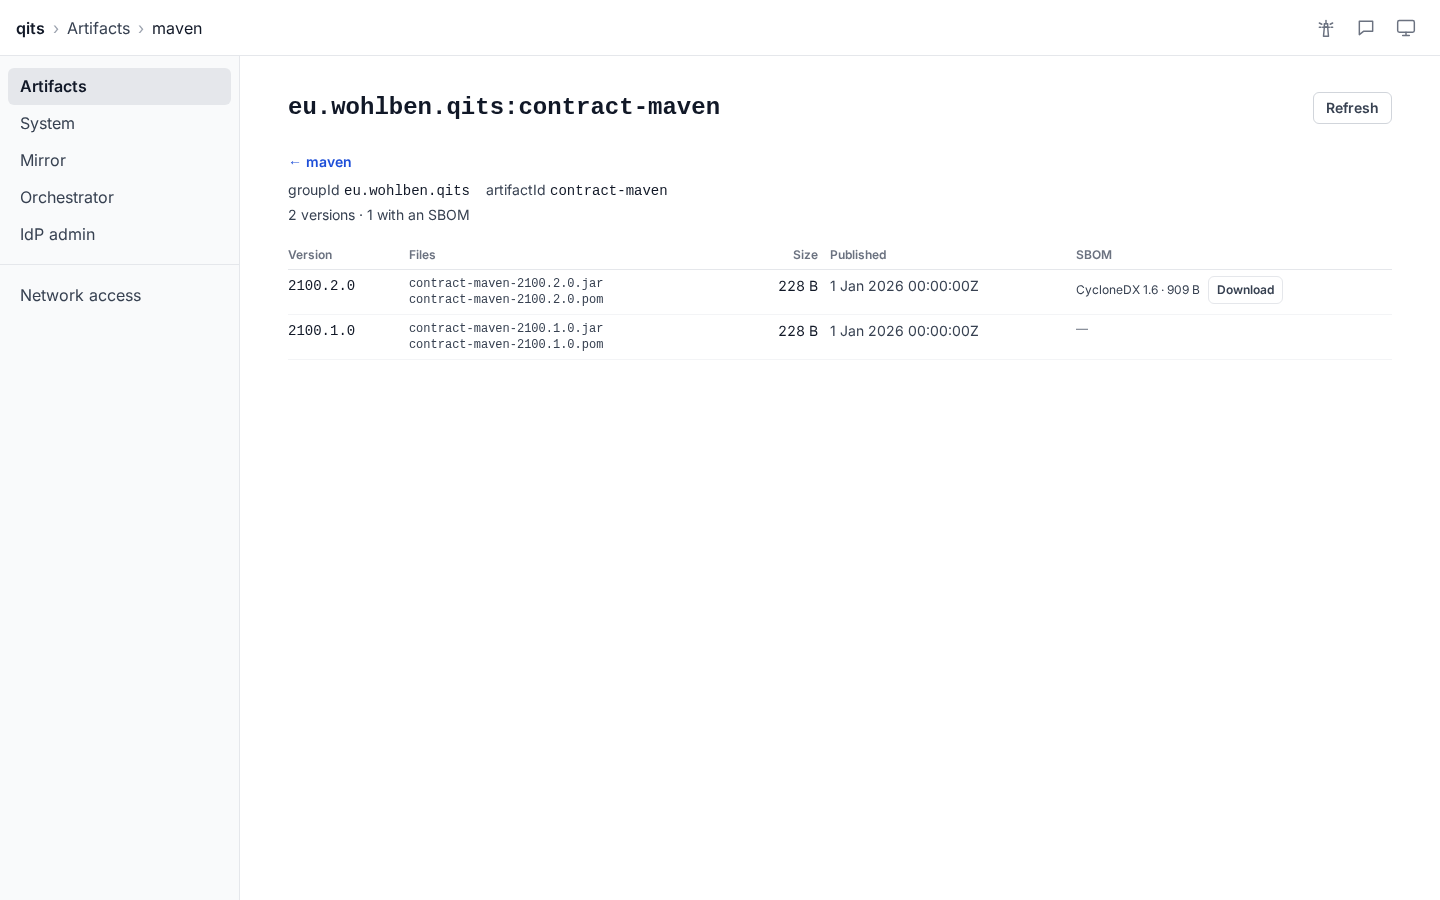 qits › Artifacts › maven
Artifacts
System
Mirror
Orchestrator
IdP admin
Network access
eu.wohlben.qits:contract-maven
Refresh
← maven
groupId eu.wohlben.qits artifactId contract-maven
2 versions · 1 with an SBOM
Version Files Size Published SBOM
2100.2.0 contract-maven-2100.2.0.jar 228 B 1 Jan 2026 00:00:00Z CycloneDX 1.6 · 909 B Download
contract-maven-2100.2.0.pom
2100.1.0 contract-maven-2100.1.0.jar 228 B 1 Jan 2026 00:00:00Z —
contract-maven-2100.1.0.pom